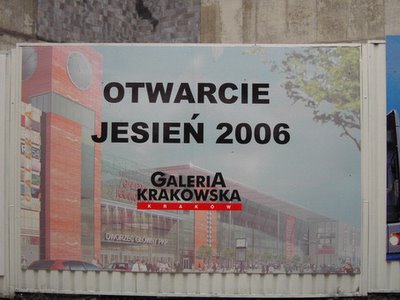 OTWARCIE
JESIEŃ 2006
GALERIA
KRAKOWSKA
KRAKÓW
DWORZEC GŁÓWNY PKP